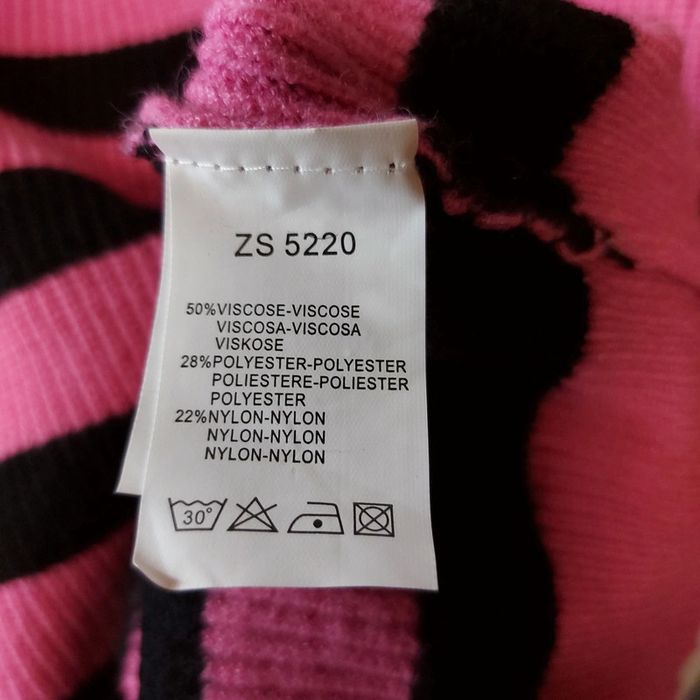 ZS 5220
50%VISCOSE-VISCOSE
VISCOSA-VISCOSA
VISKOSE
28%POLYESTER-POLYESTER
POLIESTERE-POLIESTER
POLYESTER
22%NYLON-NYLON
NYLON-NYLON
NYLON-NYLON
30°